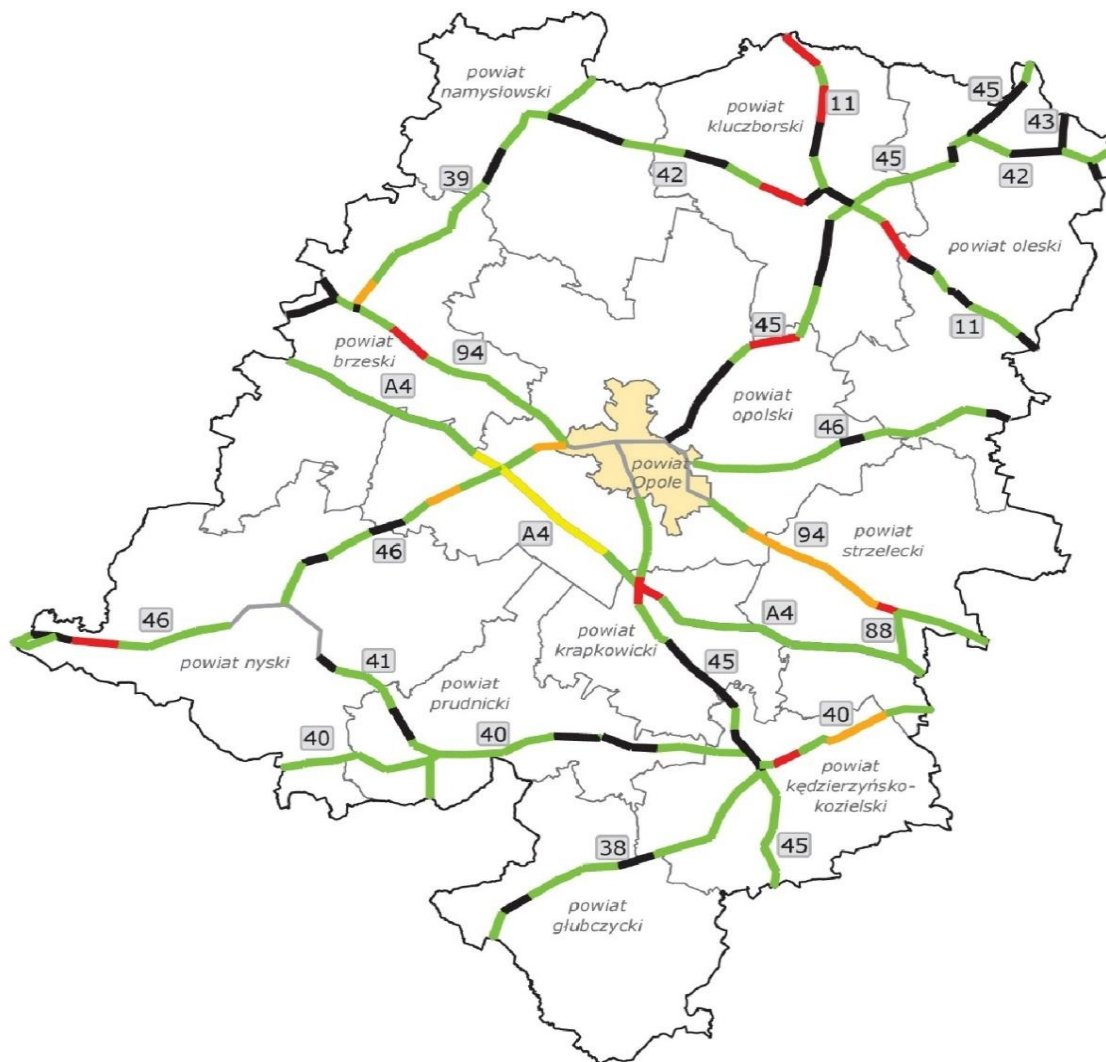 powiat
namysłowski
45
11
powiat
kluczborski
43
45
42
39
42
powiat oleski
45
11
94
powiat
brzeski
A4
powiat
opolski
46
powiat
Opole
46
A4
94
powiat
strzelecki
46
A4
88
powiat
krapkowicki
powiat nyski
41
45
powiat
prudnicki
40
40
40
powiat
kędzierzyńsko-
kozielski
38
45
powiat
głubczycki